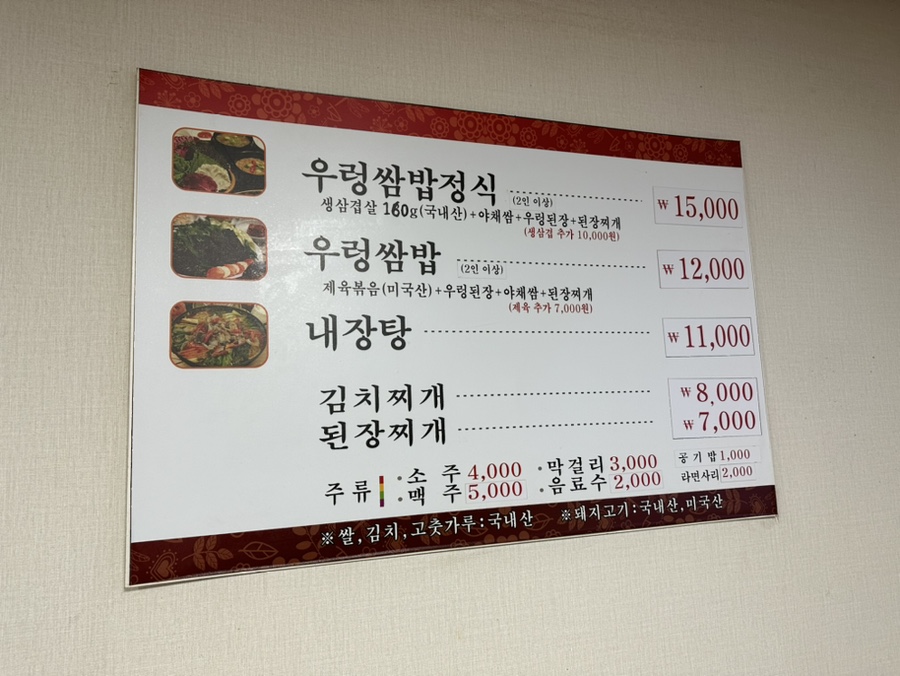 우렁쌈밥정식 (2인 이상) ₩ 15,000
생삼겹살 160g(국내산)+야채쌈+우렁된장+된장찌개
(생삼겹 추가 10,000원)
우렁쌈밥 (2인 이상) ₩ 12,000
제육볶음(미국산)+우렁된장+야채쌈+된장찌개
(제육 추가 7,000원)
내장탕 ₩ 11,000
김치찌개 ₩ 8,000
된장찌개 ₩ 7,000
주류 •소 주 4,000 •막걸리 3,000 공 기 밥 1,000
•맥 주 5,000 •음료수 2,000 라면사리 2,000
※쌀,김치,고춧가루:국내산 ※돼지고기:국내산,미국산